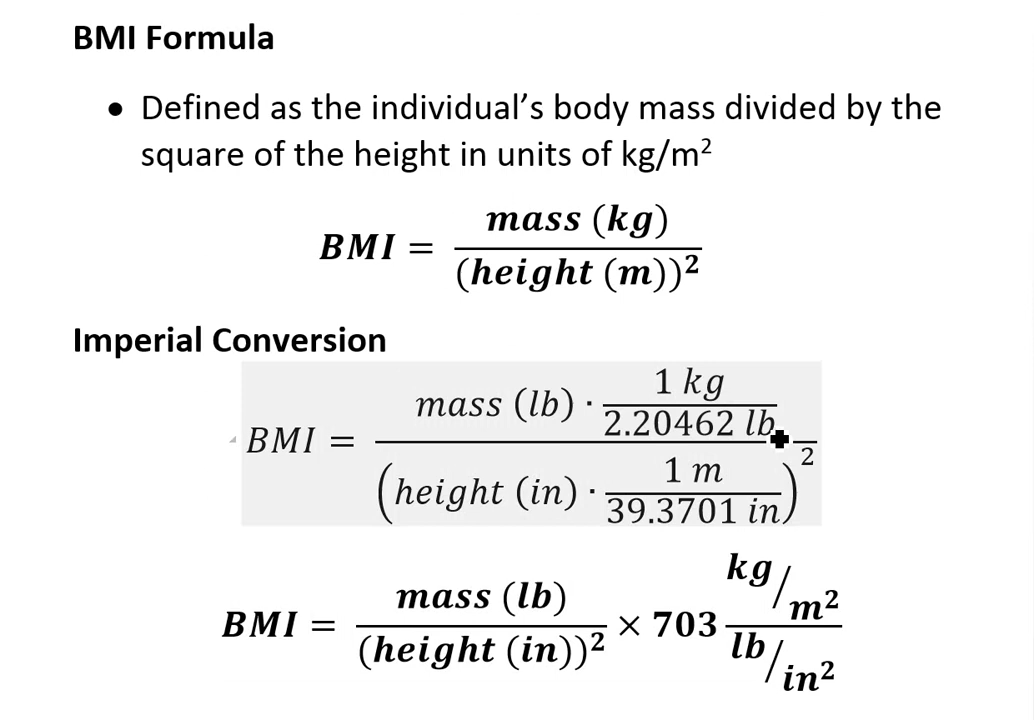 BMI Formula
• Defined as the individual's body mass divided by the
square of the height in units of kg/m²
BMI = mass (kg) / (height (m))²
Imperial Conversion
BMI = mass (lb) · 1 kg / 2.20462 lb / (height (in) · 1 m / 39.3701 in)²
BMI = mass (lb) / (height (in))² × 703 kg/m² / lb/in²